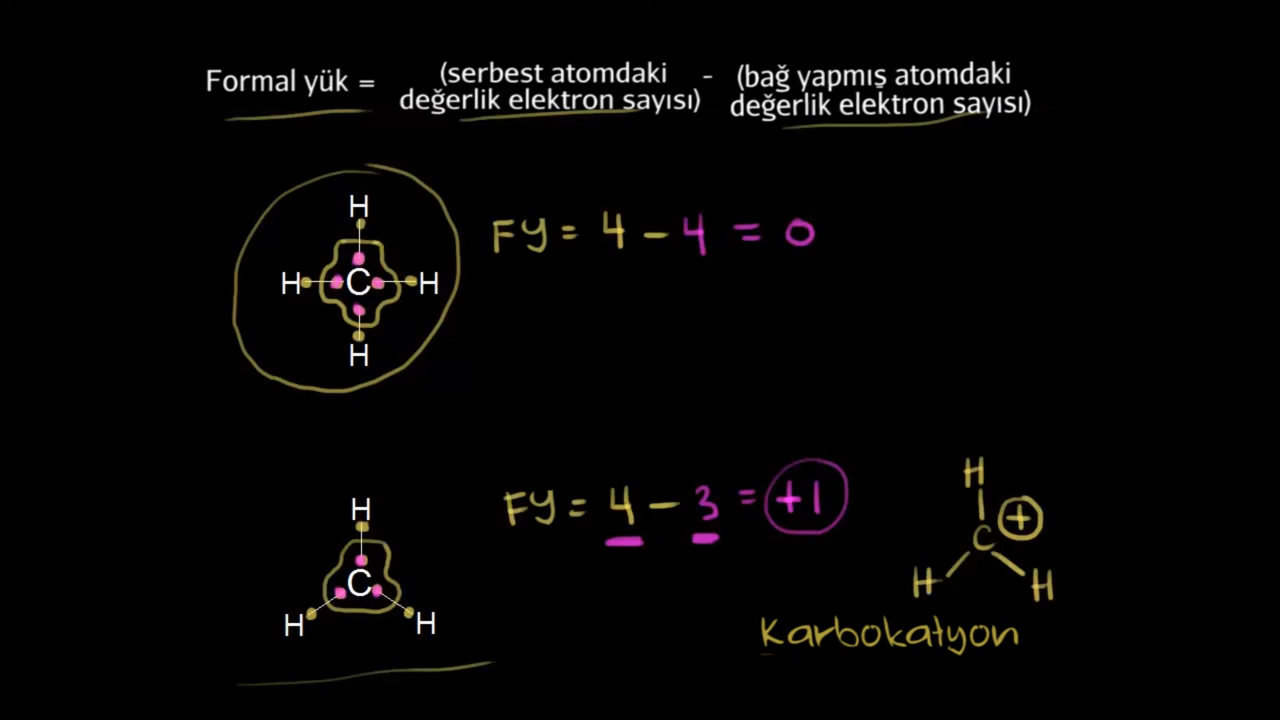 Formal yük = (serbest atomdaki değerlik elektron sayısı) - (bağ yapmış atomdaki değerlik elektron sayısı)
H
H C H
H
FY = 4 - 4 = 0
H
C
H H
FY = 4 - 3 = +1
H
C +
H H
Karbokatyon